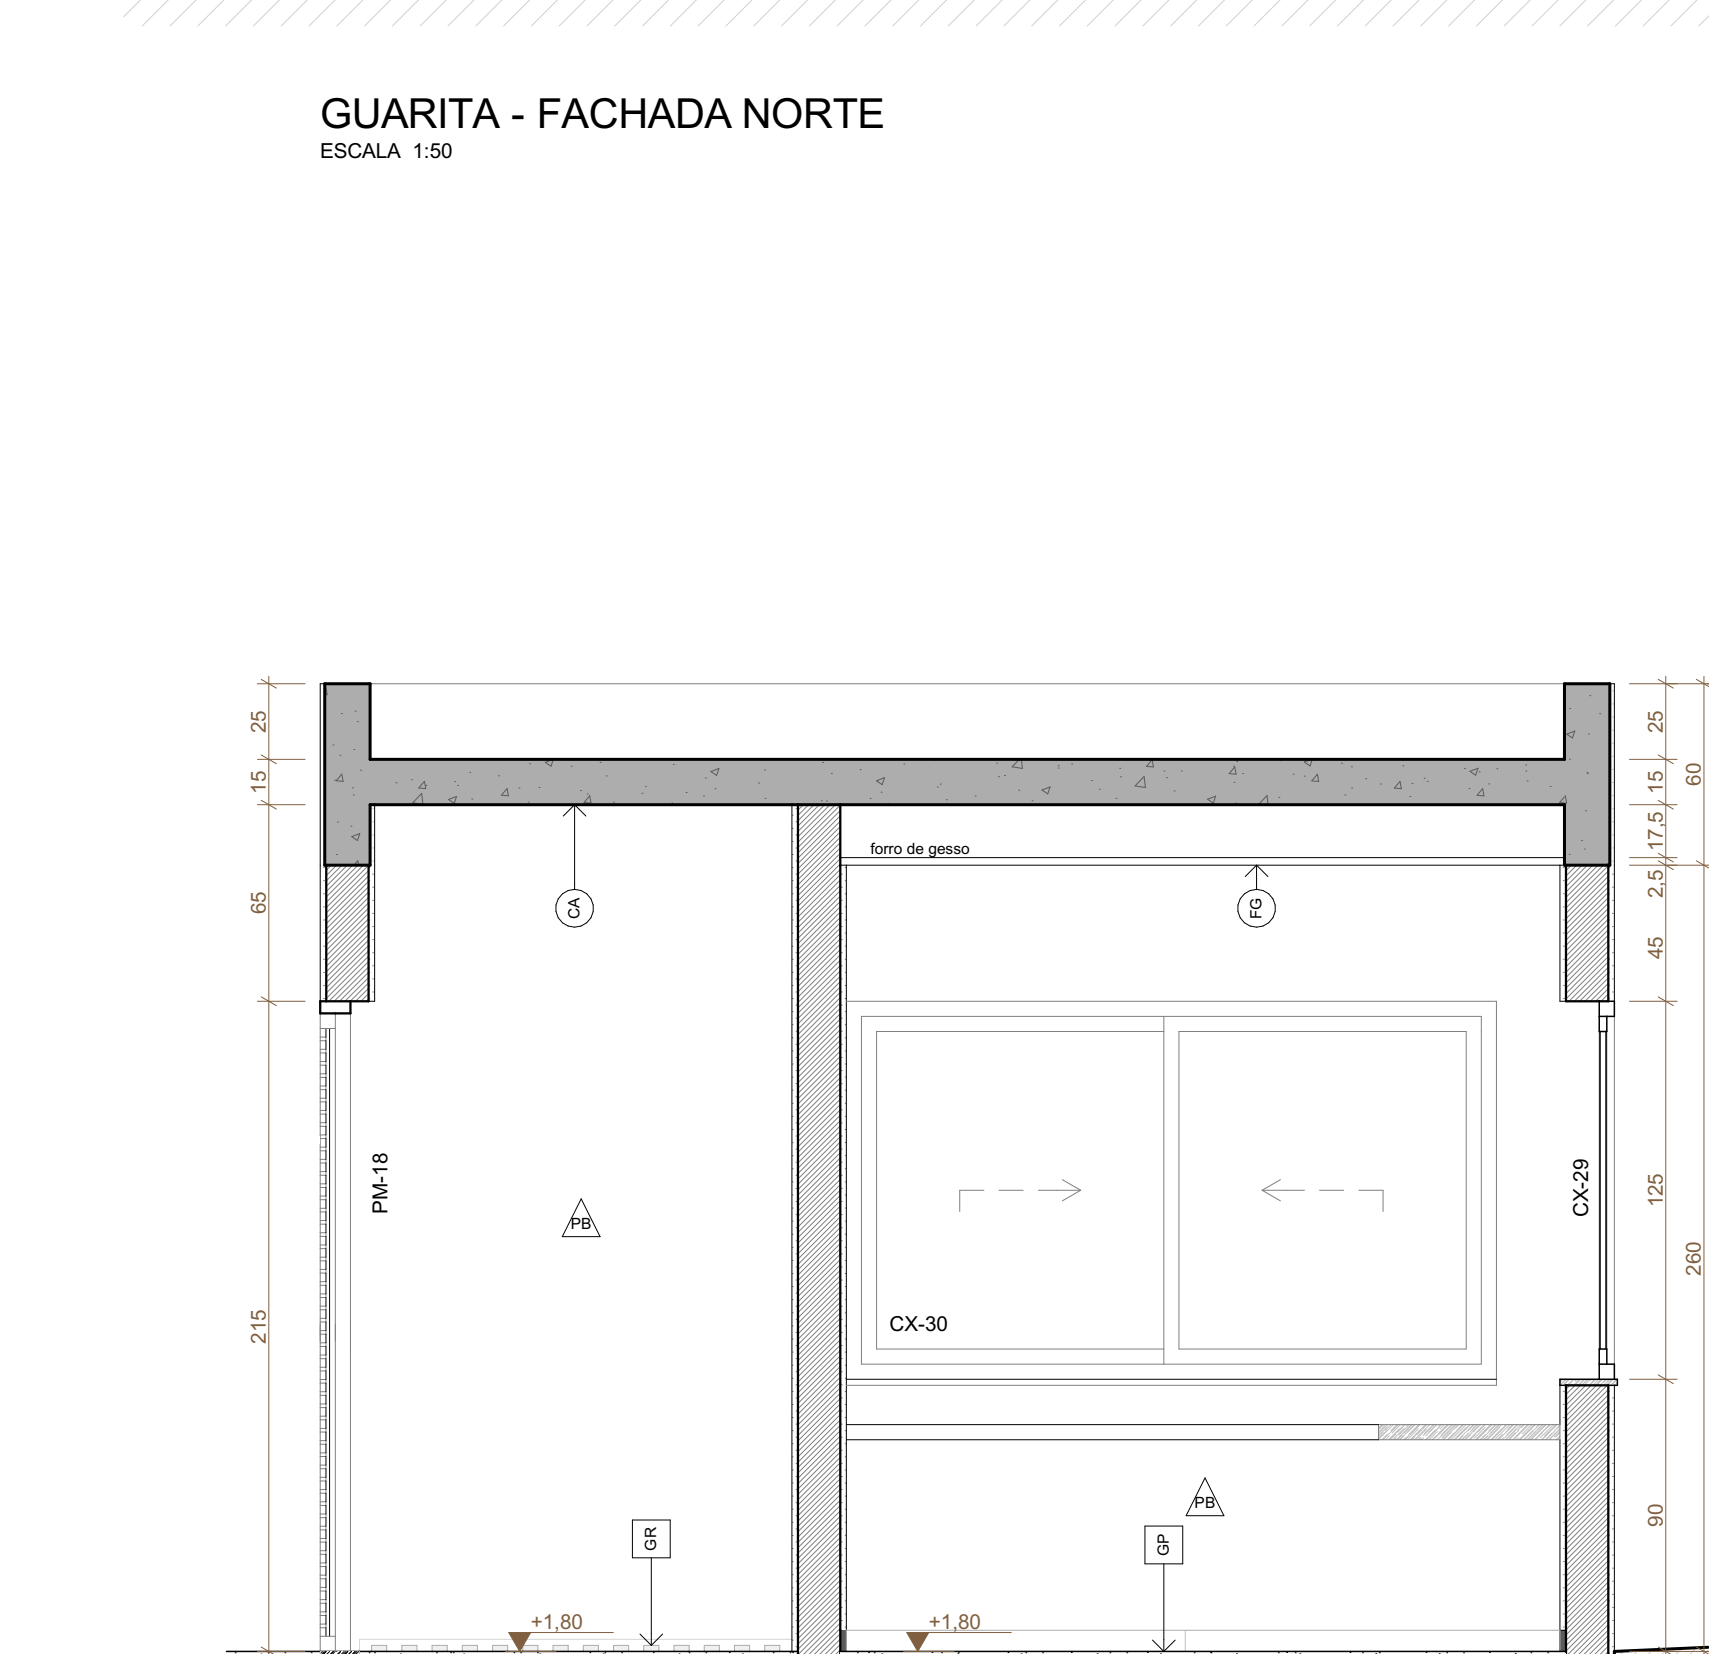 GUARITA - FACHADA NORTE
ESCALA 1:50
25
15
65
215
forro de gesso
CA
FG
PM-18
PB
CX-30
CX-29
PB
GR
GP
+1,80
+1,80
25
15
17,5
2,5
45
125
90
60
260